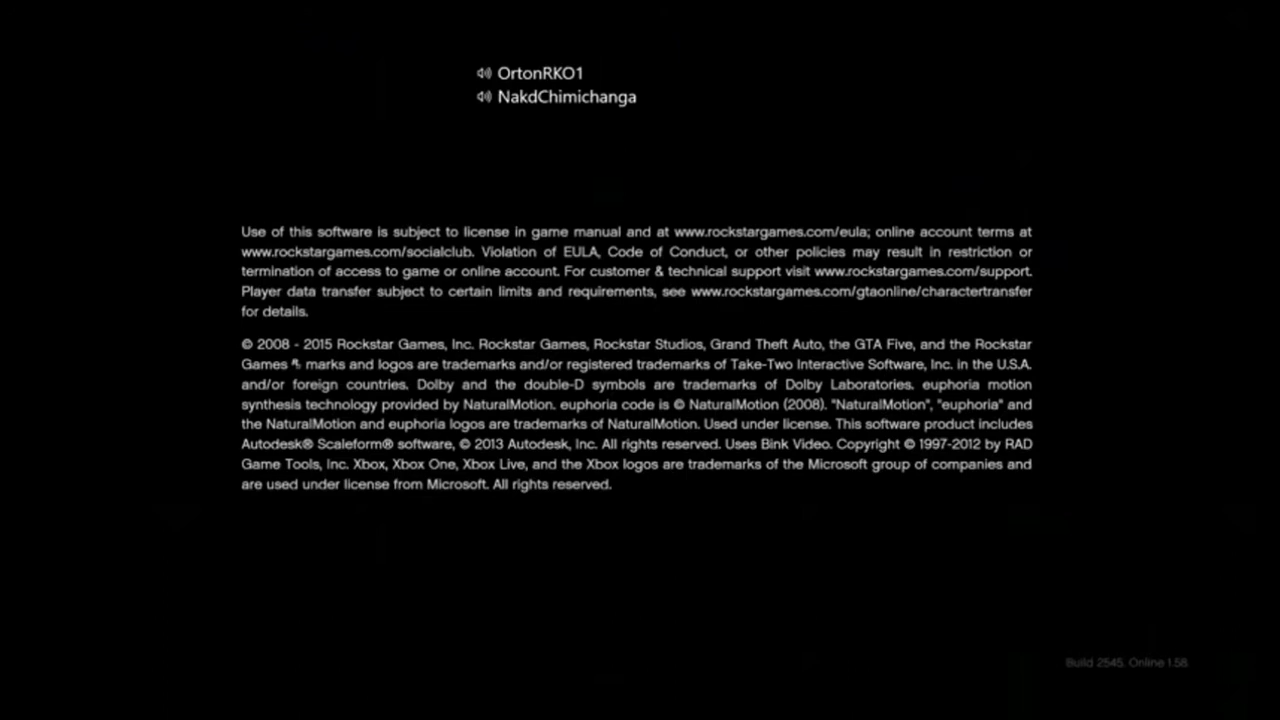 OrtonRKO1
NakdChimichanga
Use of this software is subject to license in game manual and at www.rockstargames.com/eula; online account terms at
www.rockstargames.com/socialclub. Violation of EULA, Code of Conduct, or other policies may result in restriction or
termination of access to game or online account. For customer & technical support visit www.rockstargames.com/support.
Player data transfer subject to certain limits and requirements, see www.rockstargames.com/gtaonline/charactertransfer
for details.
© 2008 - 2015 Rockstar Games, Inc. Rockstar Games, Rockstar Studios, Grand Theft Auto, the GTA Five, and the Rockstar
Games R* marks and logos are trademarks and/or registered trademarks of Take-Two Interactive Software, Inc. in the U.S.A.
and/or foreign countries. Dolby and the double-D symbols are trademarks of Dolby Laboratories. euphoria motion
synthesis technology provided by NaturalMotion. euphoria code is © NaturalMotion (2008). "NaturalMotion", "euphoria" and
the NaturalMotion and euphoria logos are trademarks of NaturalMotion. Used under license. This software product includes
Autodesk® Scaleform® software, © 2013 Autodesk, Inc. All rights reserved. Uses Bink Video. Copyright © 1997-2012 by RAD
Game Tools, Inc. Xbox, Xbox One, Xbox Live, and the Xbox logos are trademarks of the Microsoft group of companies and
are used under license from Microsoft. All rights reserved.
Build 2545, Online 1.58